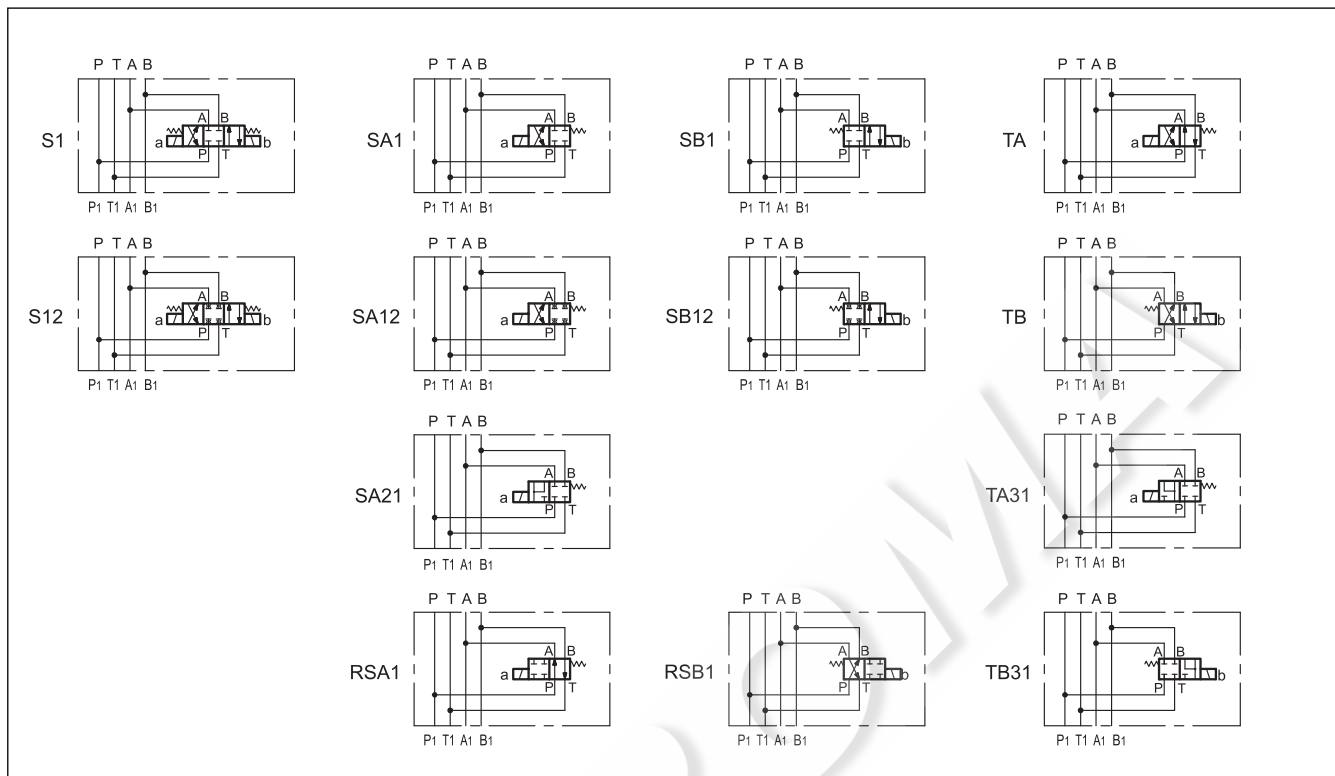 P T A B
S1
A B
a b
P T
P1 T1 A1 B1
P T A B
SA1
A B
a
P T
P1 T1 A1 B1
P T A B
SB1
A B
b
P T
P1 T1 A1 B1
P T A B
TA
A B
a
P T
P1 T1 A1 B1
P T A B
S12
A B
a b
P T
P1 T1 A1 B1
P T A B
SA12
A B
a
P T
P1 T1 A1 B1
P T A B
SB12
A B
b
P T
P1 T1 A1 B1
P T A B
TB
A B
b
P T
P1 T1 A1 B1
P T A B
SA21
A B
a
P T
P1 T1 A1 B1
P T A B
TA31
A B
a
P T
P1 T1 A1 B1
P T A B
RSA1
A B
a
P T
P1 T1 A1 B1
P T A B
RSB1
A B
b
P T
P1 T1 A1 B1
P T A B
TB31
A B
b
P T
P1 T1 A1 B1